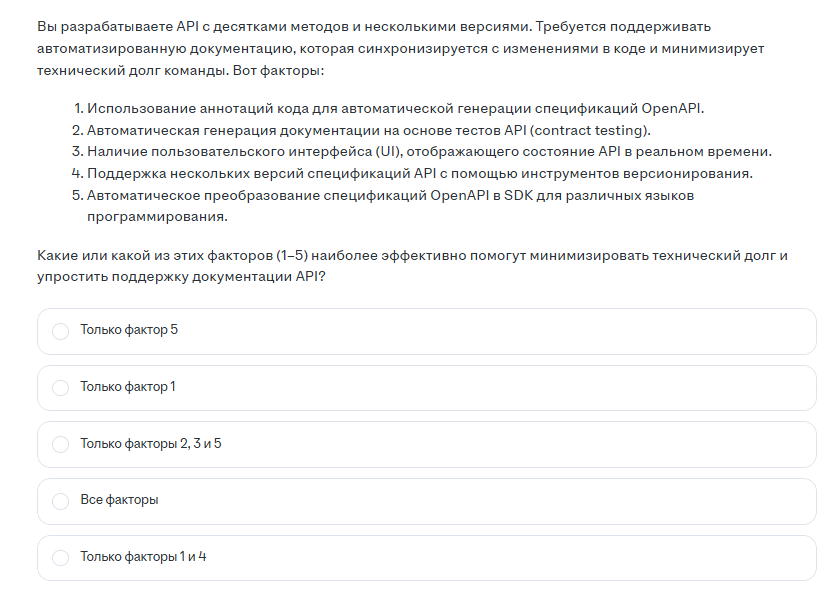 Вы разрабатываете API с десятками методов и несколькими версиями. Требуется поддерживать
автоматизированную документацию, которая синхронизируется с изменениями в коде и минимизирует
технический долг команды. Вот факторы:
1. Использование аннотаций кода для автоматической генерации спецификаций OpenAPI.
2. Автоматическая генерация документации на основе тестов API (contract testing).
3. Наличие пользовательского интерфейса (UI), отображающего состояние API в реальном времени.
4. Поддержка нескольких версий спецификаций API с помощью инструментов версионирования.
5. Автоматическое преобразование спецификаций OpenAPI в SDK для различных языков
программирования.
Какие или какой из этих факторов (1–5) наиболее эффективно помогут минимизировать технический долг и
упростить поддержку документации API?
Только фактор 5
Только фактор 1
Только факторы 2, 3 и 5
Все факторы
Только факторы 1 и 4